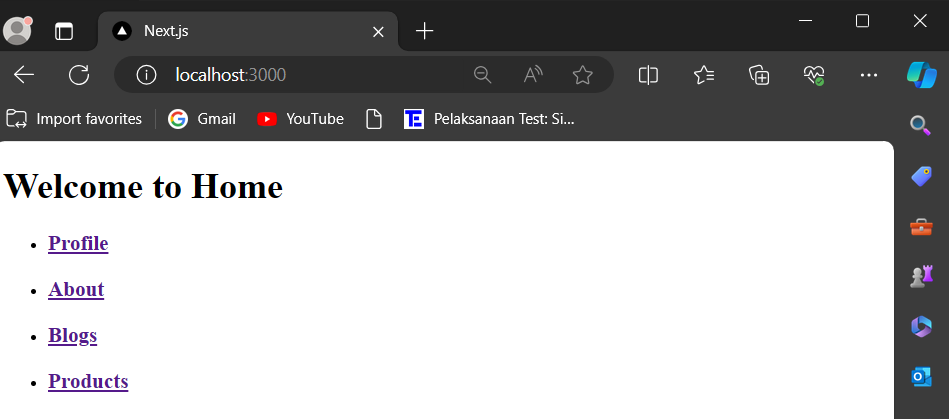 Next.js
localhost:3000
Import favorites Gmail YouTube Pelaksanaan Test: Si...
Welcome to Home
Profile
About
Blogs
Products